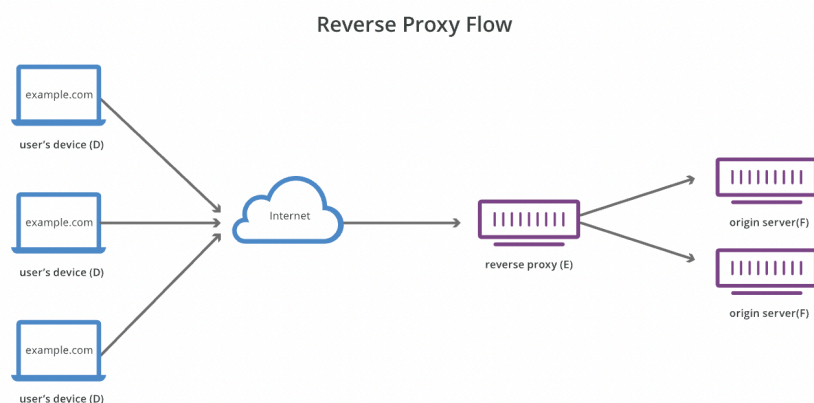 Reverse Proxy Flow
example.com
user's device (D)
example.com
user's device (D)
example.com
user's device (D)
Internet
reverse proxy (E)
origin server(F)
origin server(F)